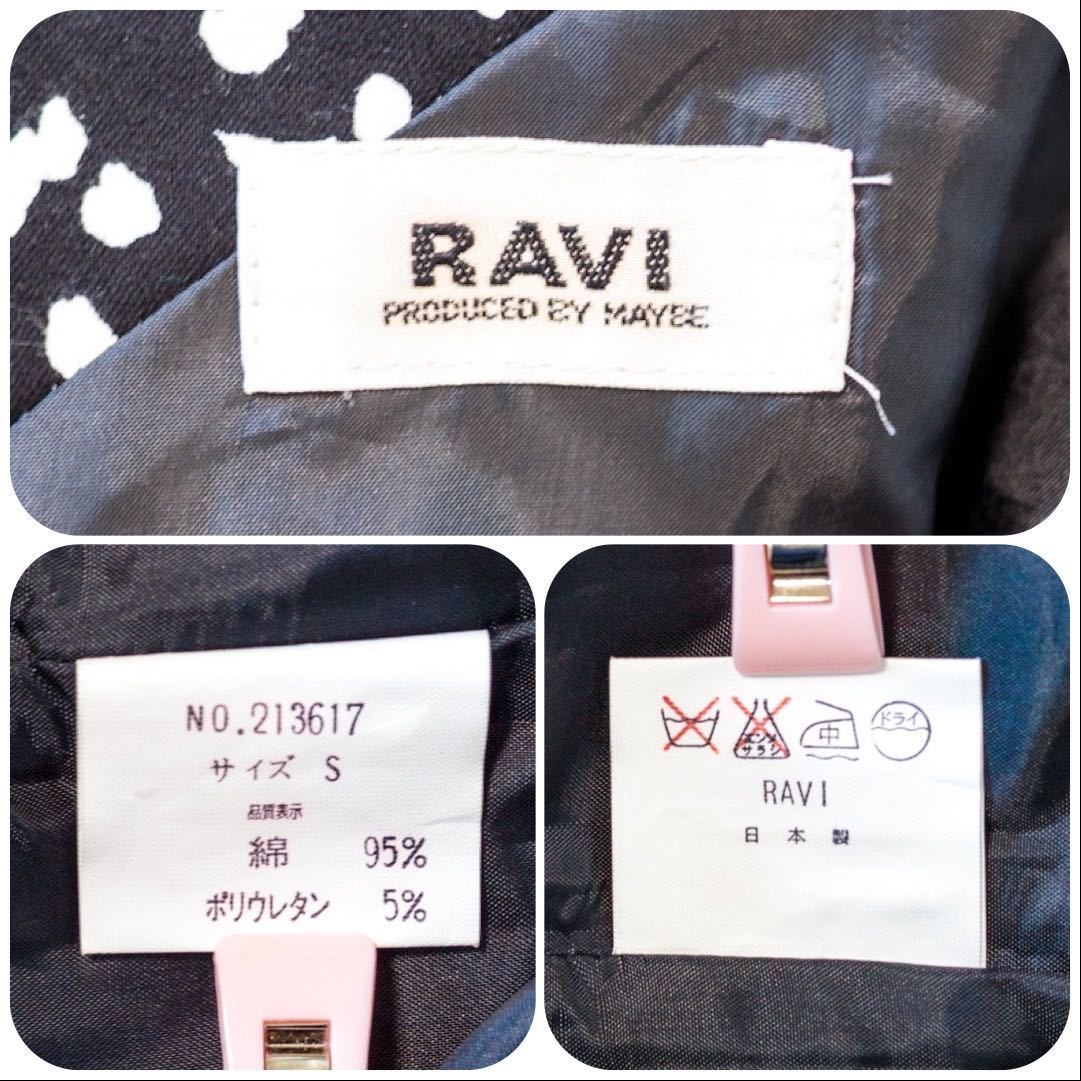 RAVI
PRODUCED BY MAYBE
NO.213617
サイズ S
品質表示
綿 95%
ポリウレタン 5%
エンソ
サラシ
中
ドライ
RAVI
日本製